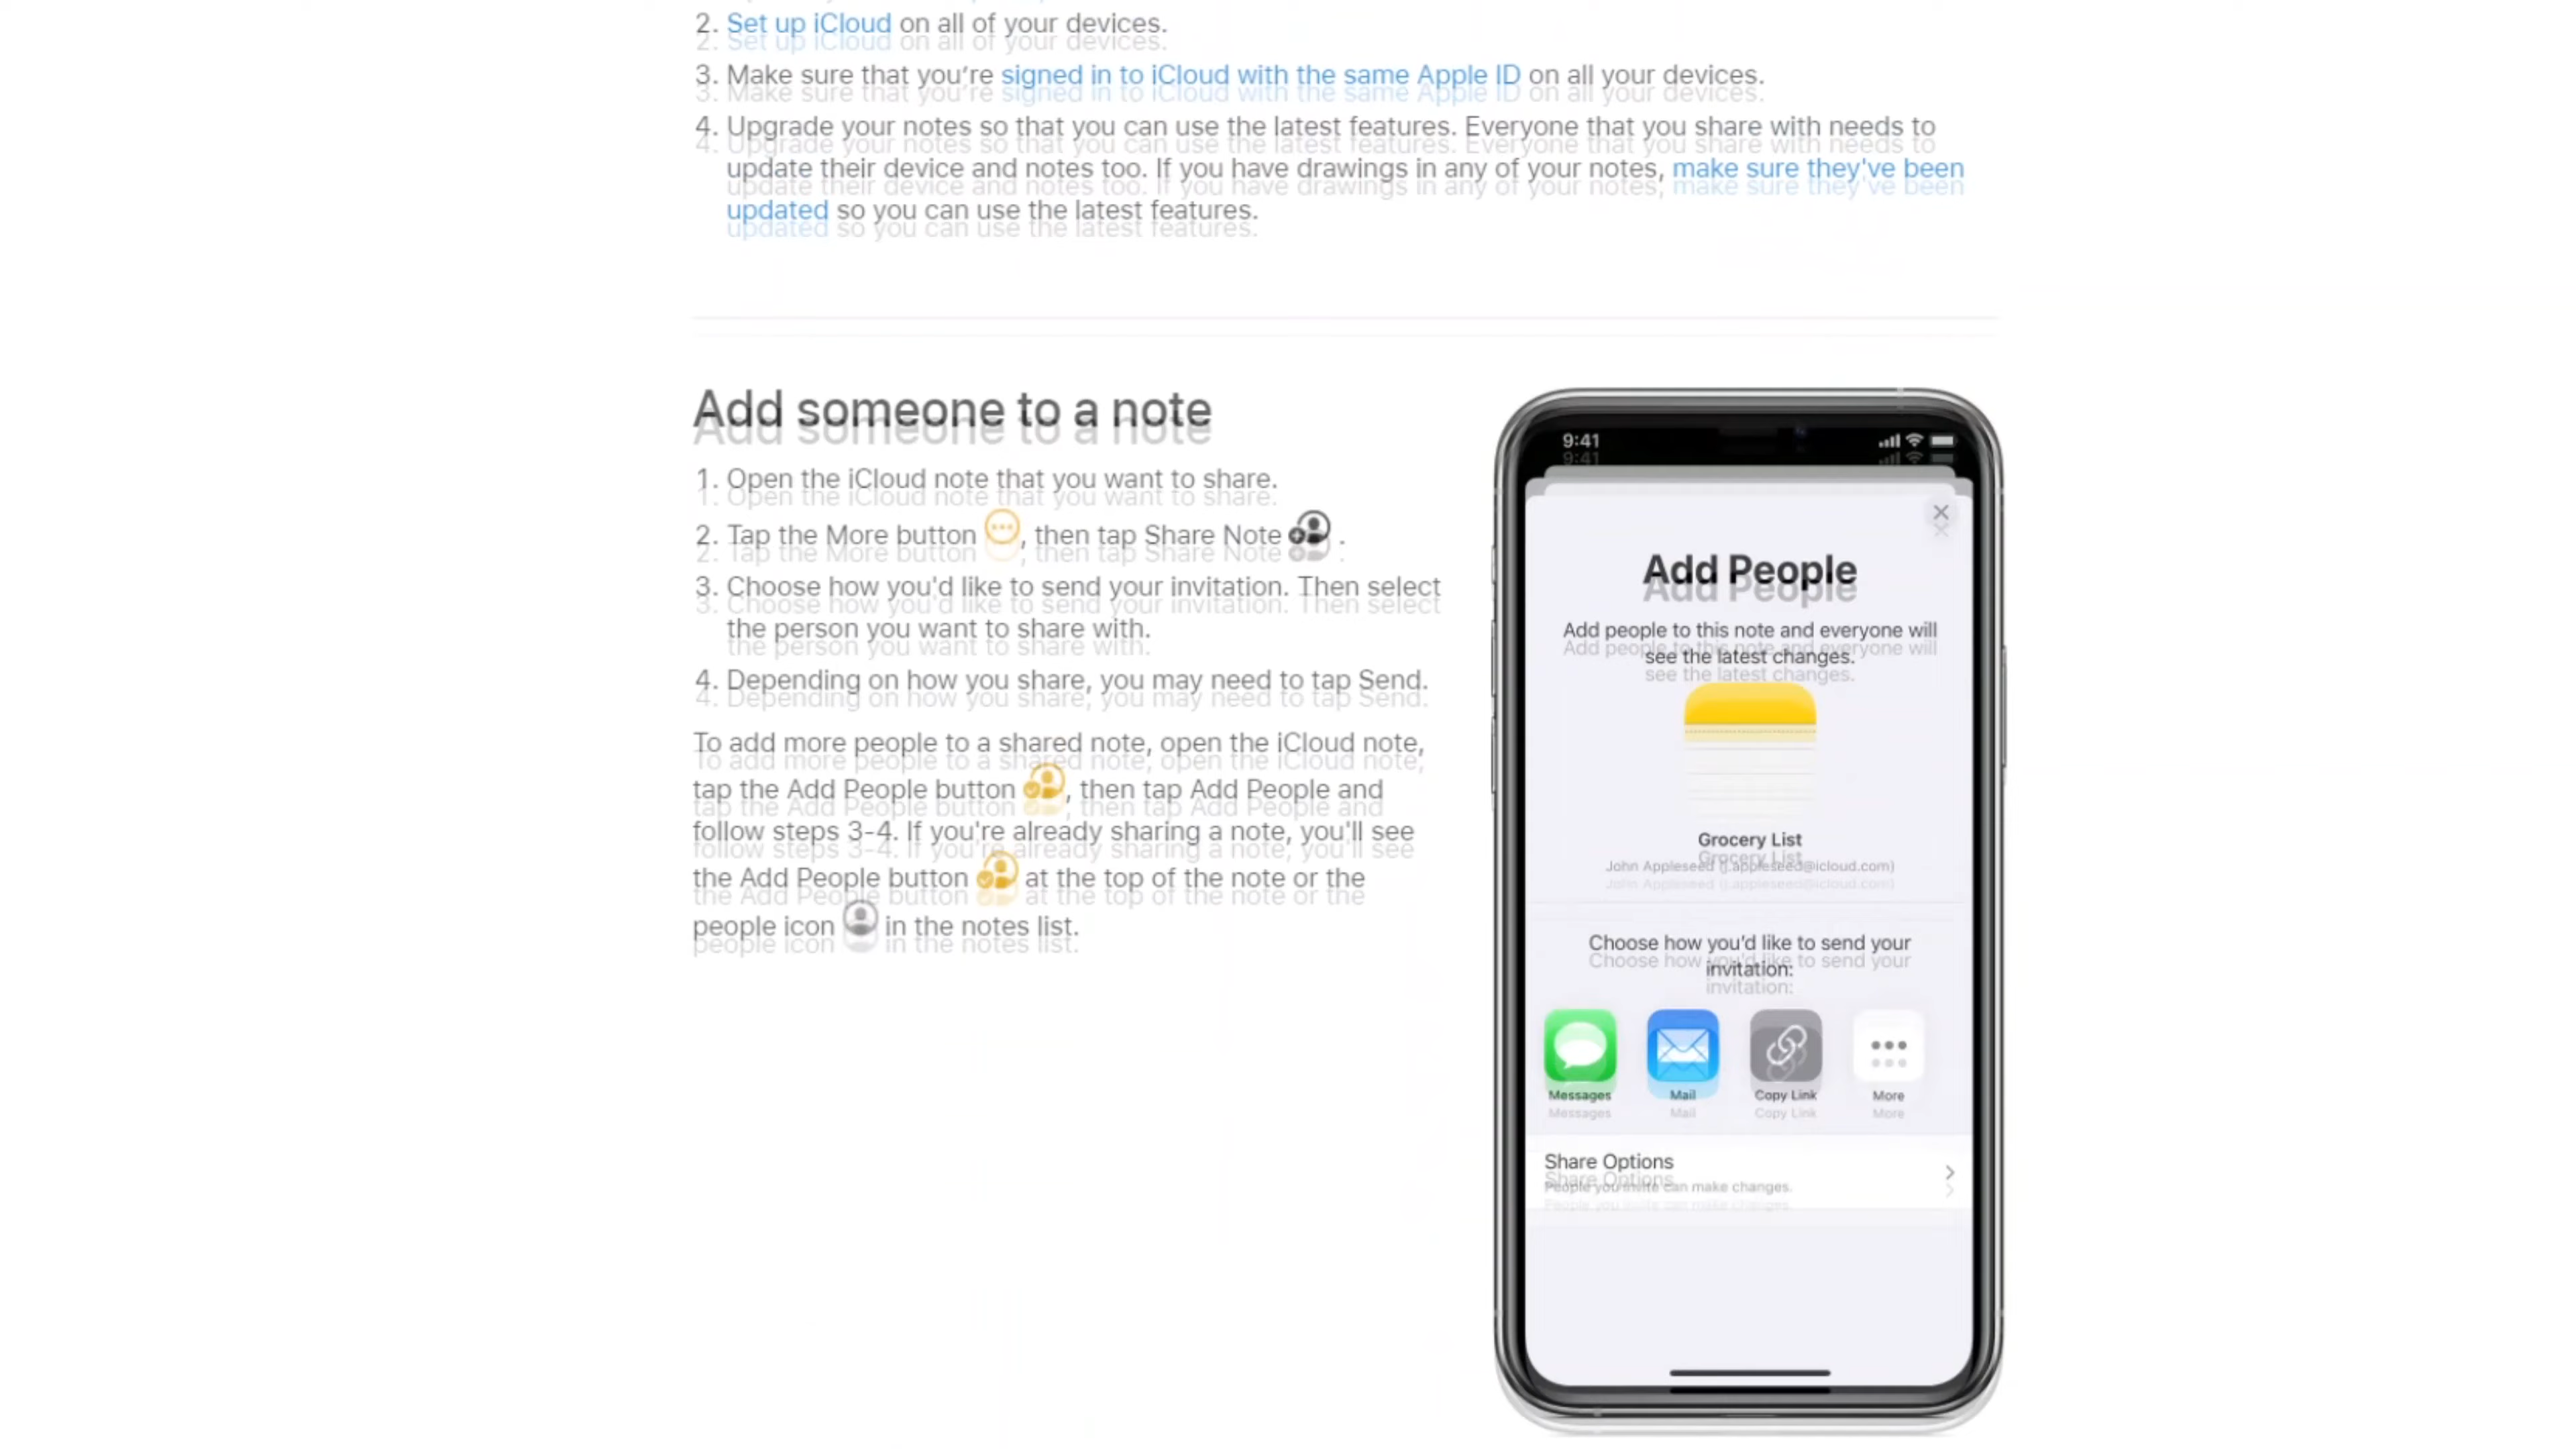 2. Set up iCloud on all of your devices.
3. Make sure that you’re signed in to iCloud with the same Apple ID on all your devices.
4. Upgrade your notes so that you can use the latest features. Everyone that you share with needs to
update their device and notes too. If you have drawings in any of your notes, make sure they've been
updated so you can use the latest features.
Add someone to a note
1. Open the iCloud note that you want to share.
2. Tap the More button , then tap Share Note .
3. Choose how you'd like to send your invitation. Then select
the person you want to share with.
4. Depending on how you share, you may need to tap Send.
To add more people to a shared note, open the iCloud note,
tap the Add People button , then tap Add People and
follow steps 3-4. If you're already sharing a note, you'll see
the Add People button at the top of the note or the
people icon in the notes list.
9:41
Add People
Add people to this note and everyone will
see the latest changes.
Grocery List
John Appleseed (j.appleseed@icloud.com)
Choose how you’d like to send your
invitation:
Messages Mail Copy Link More
Share Options
People you invite can make changes.